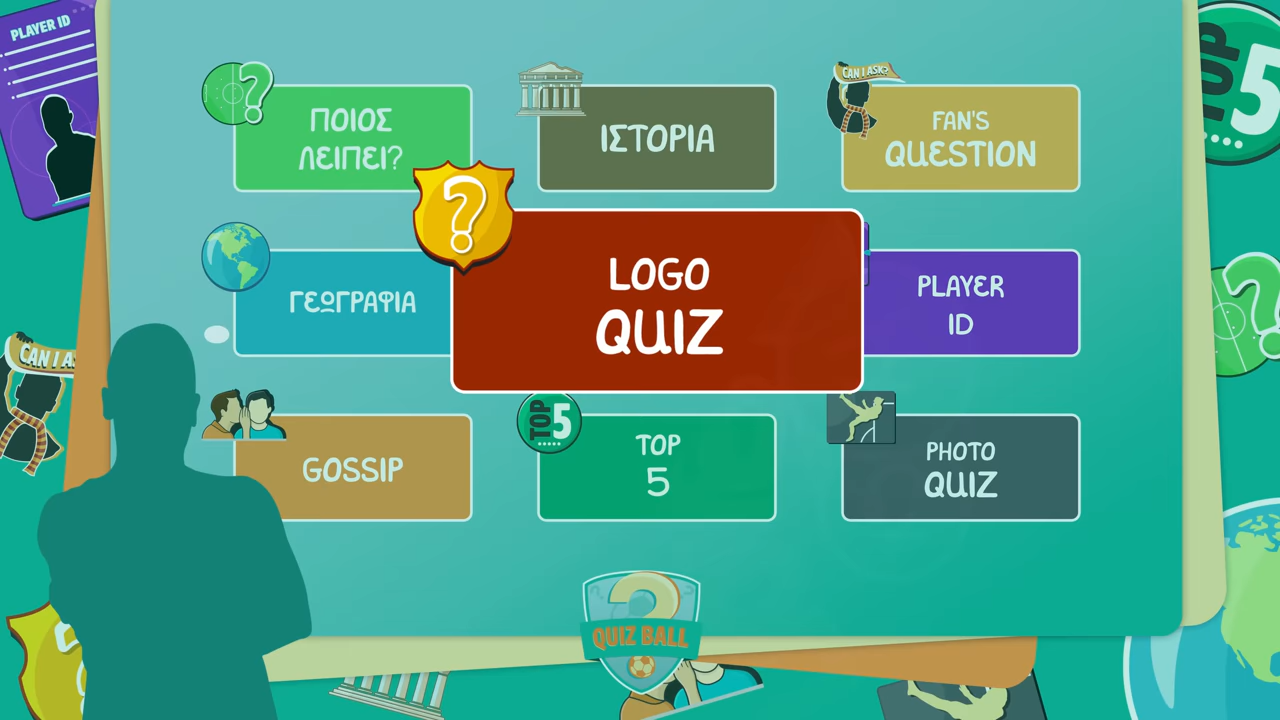 PLAYER ID
TOP
5
ΠΟΙΟΣ
ΛΕΙΠΕΙ?
ΙΣΤΟΡΙΑ
CAN I ASK?
FAN'S
QUESTION
ΓΕΩΓΡΑΦΙΑ
LOGO
QUIZ
PLAYER
ID
CAN I AS
GOSSIP
TOP 5
TOP
5
PHOTO
QUIZ
QUIZ BALL